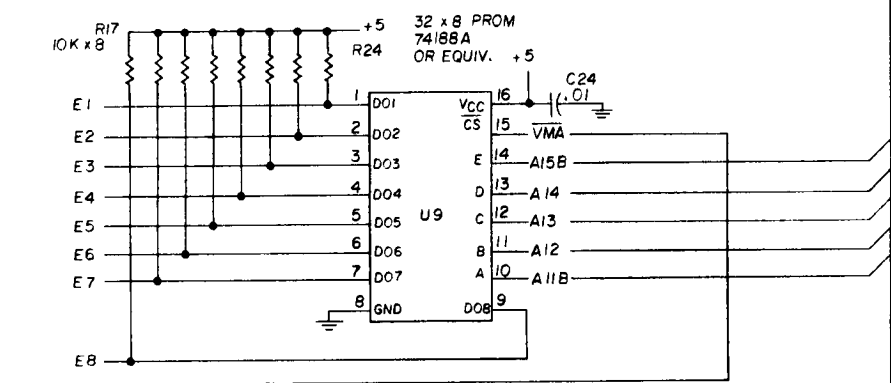 R17
10K x 8
+5
R24
32 x 8 PROM
74188A
OR EQUIV.
+5
C24
.01
E1
1
DO1
VCC
16
E2
2
DO2
CS
15
VMA
E3
3
DO3
E
14
A15B
E4
4
DO4
D
13
A14
E5
5
DO5
U9
C
12
A13
E6
6
DO6
B
11
A12
E7
7
DO7
A
10
A11B
8
GND
DO8
9
E8